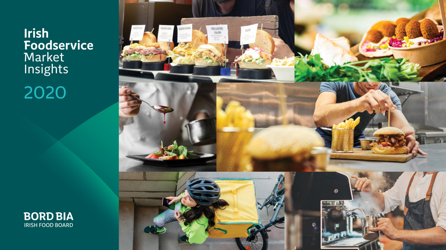 Irish
Foodservice
Market
Insights
2020
BORD BIA
IRISH FOOD BOARD